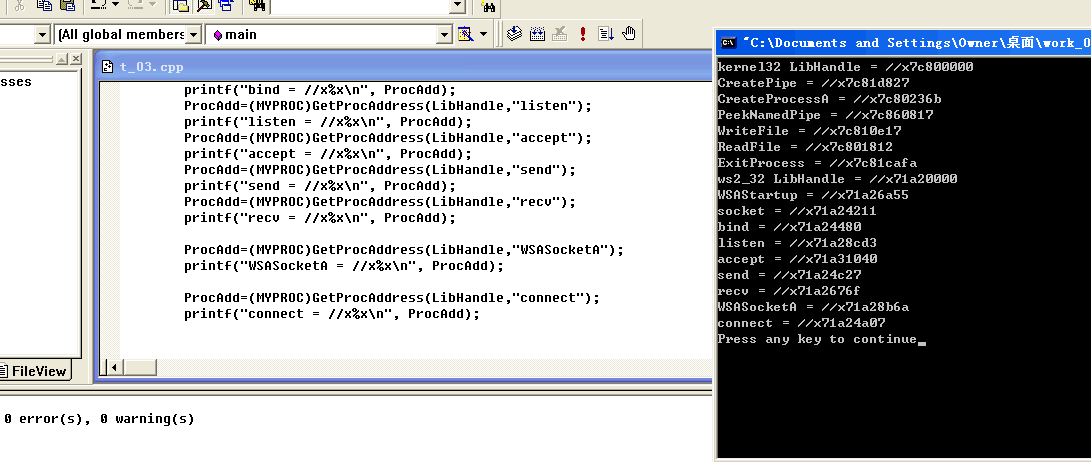 (All global members
main
t_03.cpp
sses
printf("bind = //x%x\n", ProcAdd);
ProcAdd=(MYPROC)GetProcAddress(LibHandle,"listen");
printf("listen = //x%x\n", ProcAdd);
ProcAdd=(MYPROC)GetProcAddress(LibHandle,"accept");
printf("accept = //x%x\n", ProcAdd);
ProcAdd=(MYPROC)GetProcAddress(LibHandle,"send");
printf("send = //x%x\n", ProcAdd);
ProcAdd=(MYPROC)GetProcAddress(LibHandle,"recv");
printf("recv = //x%x\n", ProcAdd);
ProcAdd=(MYPROC)GetProcAddress(LibHandle,"WSASocketA");
printf("WSASocketA = //x%x\n", ProcAdd);
ProcAdd=(MYPROC)GetProcAddress(LibHandle,"connect");
printf("connect = //x%x\n", ProcAdd);
FileView
0 error(s), 0 warning(s)
"C:\Documents and Settings\Owner\桌面\work_0
kernel32 LibHandle = //x7c800000
CreatePipe = //x7c81d827
CreateProcessA = //x7c80236b
PeekNamedPipe = //x7c860817
WriteFile = //x7c810e17
ReadFile = //x7c801812
ExitProcess = //x7c81cafa
ws2_32 LibHandle = //x71a20000
WSAStartup = //x71a26a55
socket = //x71a24211
bind = //x71a24480
listen = //x71a28cd3
accept = //x71a31040
send = //x71a24c27
recv = //x71a2676f
WSASocketA = //x71a28b6a
connect = //x71a24a07
Press any key to continue_